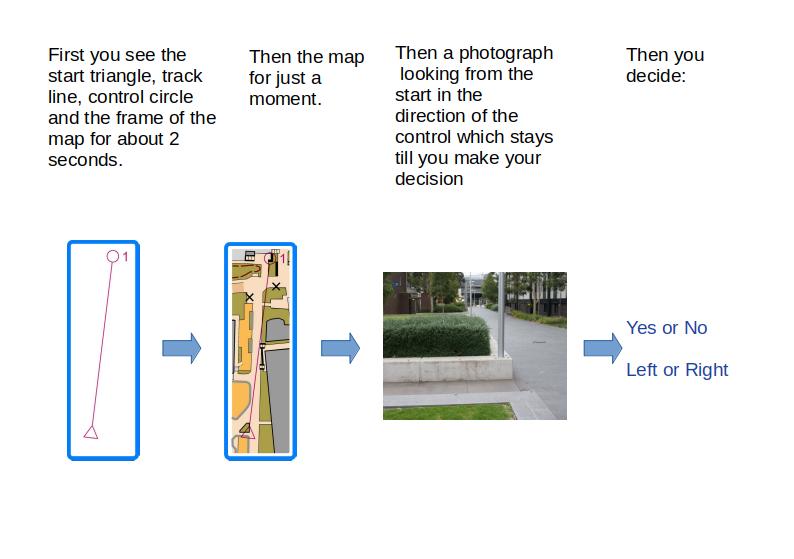 First you see the
start triangle, track
line, control circle
and the frame of the
map for about 2
seconds.
Then the map
for just a
moment.
Then a photograph
looking from the
start in the
direction of the
control which stays
till you make your
decision
Then you
decide:
1
1
Yes or No
Left or Right